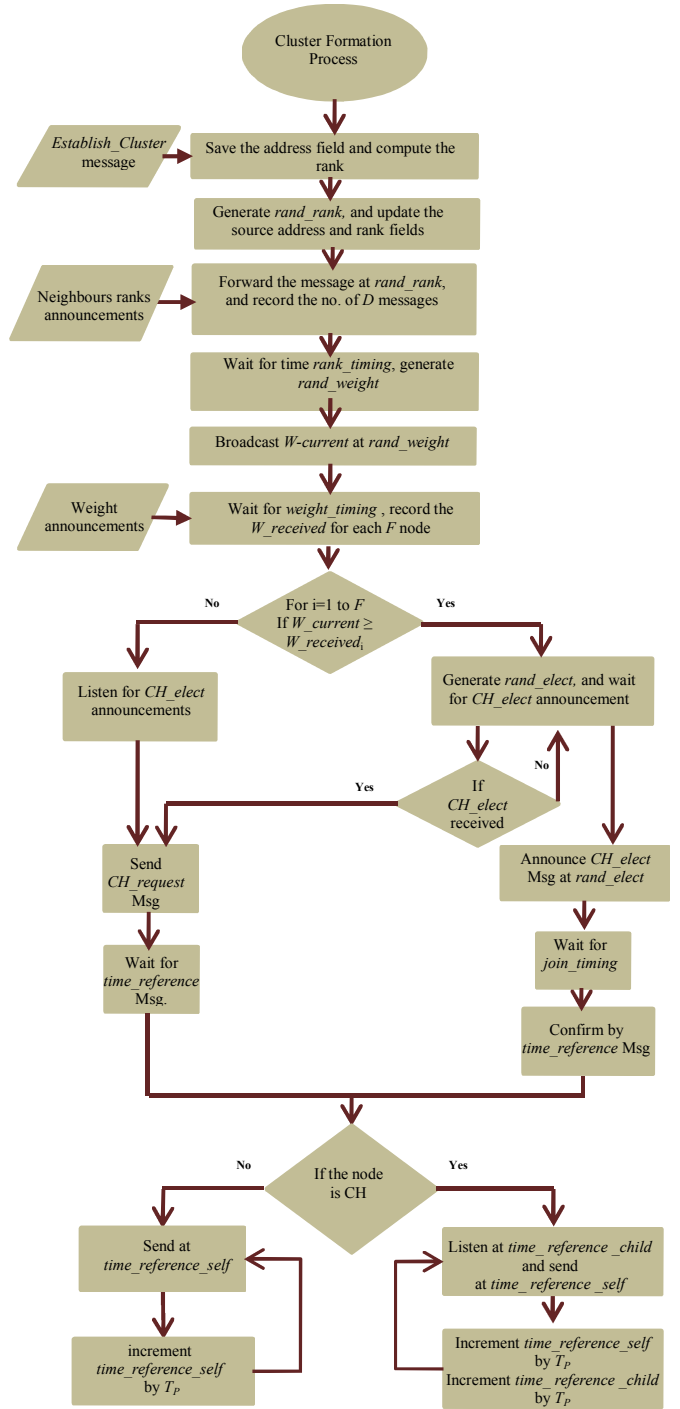 Cluster Formation
Process
Establish_Cluster
message
Save the address field and compute the
rank
Generate rand_rank, and update the
source address and rank fields
Neighbours ranks
announcements
Forward the message at rand_rank,
and record the no. of D messages
Wait for time rank_timing, generate
rand_weight
Broadcast W-current at rand_weight
Weight
announcements
Wait for weight_timing , record the
W_received for each F node
No
For i=1 to F
If W_current ≥
W_receivedi
Yes
Listen for CH_elect
announcements
Generate rand_elect, and wait
for CH_elect announcement
No
Yes
If
CH_elect
received
Send
CH_request
Msg
Announce CH_elect
Msg at rand_elect
Wait for
time_reference
Msg.
Wait for
join_timing
Confirm by
time_reference Msg
No
If the node
is CH
Yes
Send at
time_reference_self
Listen at time_ reference _child
and send
at time_ reference _self
increment
time_reference_self
by TP
Increment time_reference_self
by TP
Increment time_ reference _child
by TP